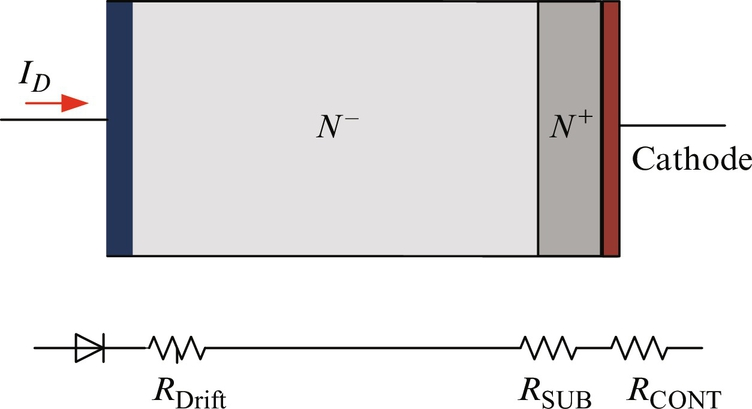 I_D
N⁻
N⁺
Cathode
R_Drift
R_SUB
R_CONT